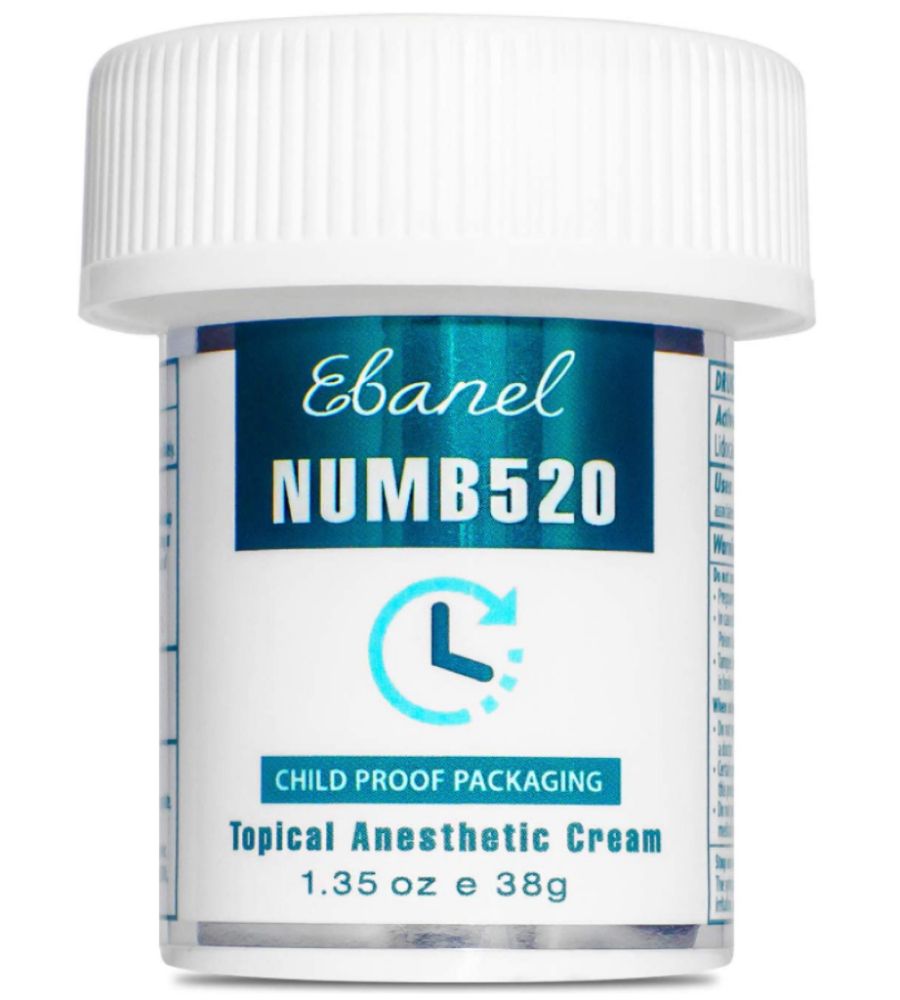 Ebanel
NUMB520
CHILD PROOF PACKAGING
Topical Anesthetic Cream
1.35 oz e 38g